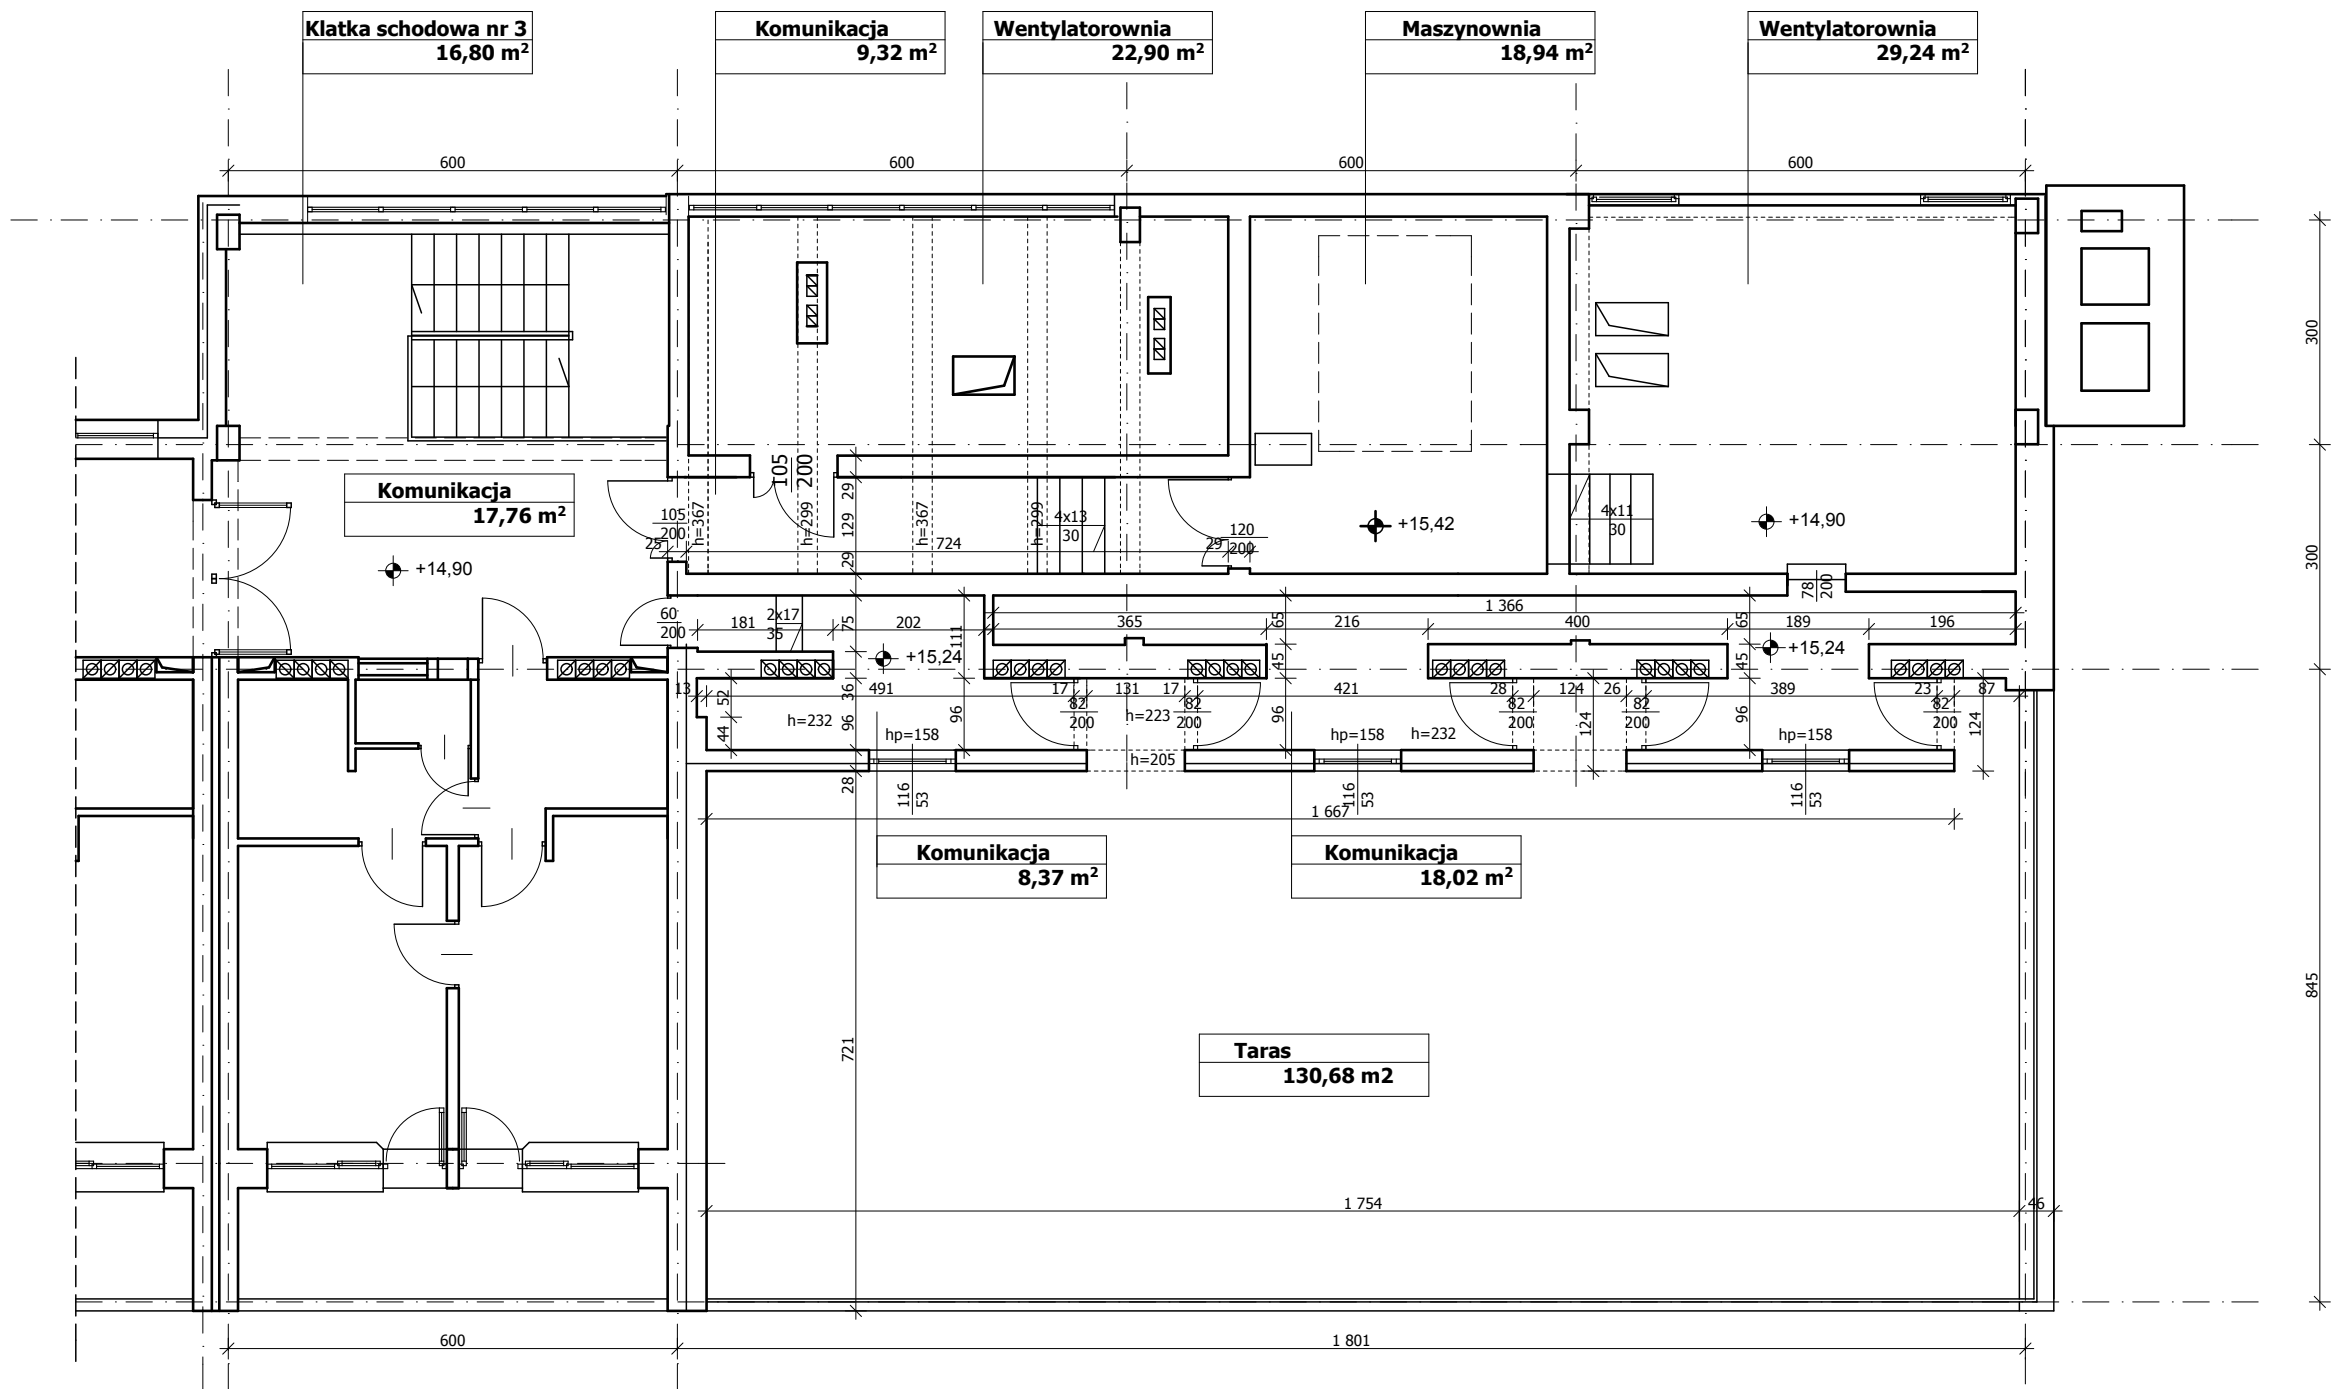 Klatka schodowa nr 3
16,80 m²
Komunikacja
9,32 m²
Wentylatorownia
22,90 m²
Maszynownia
18,94 m²
Wentylatorownia
29,24 m²
600
600
600
600
300
300
845
Komunikacja
17,76 m²
+14,90
105
200
105
200
25
h=367
h=299
h=367
h=299
29
129
29
724
4x13
30
29
120
200
+15,42
4x11
30
+14,90
78
200
60
200
181
2x17
35
75
202
111
1 366
365
65
216
400
65
189
196
+15,24
45
45
+15,24
13
52
36
491
17
131
17
421
28
124
26
389
23
87
82
200
82
200
82
200
82
200
82
200
h=232
h=223
h=232
44
96
96
96
124
96
124
hp=158
hp=158
hp=158
h=205
28
116
53
116
53
116
53
1 667
Komunikacja
8,37 m²
Komunikacja
18,02 m²
721
Taras
130,68 m2
1 754
46
600
1 801